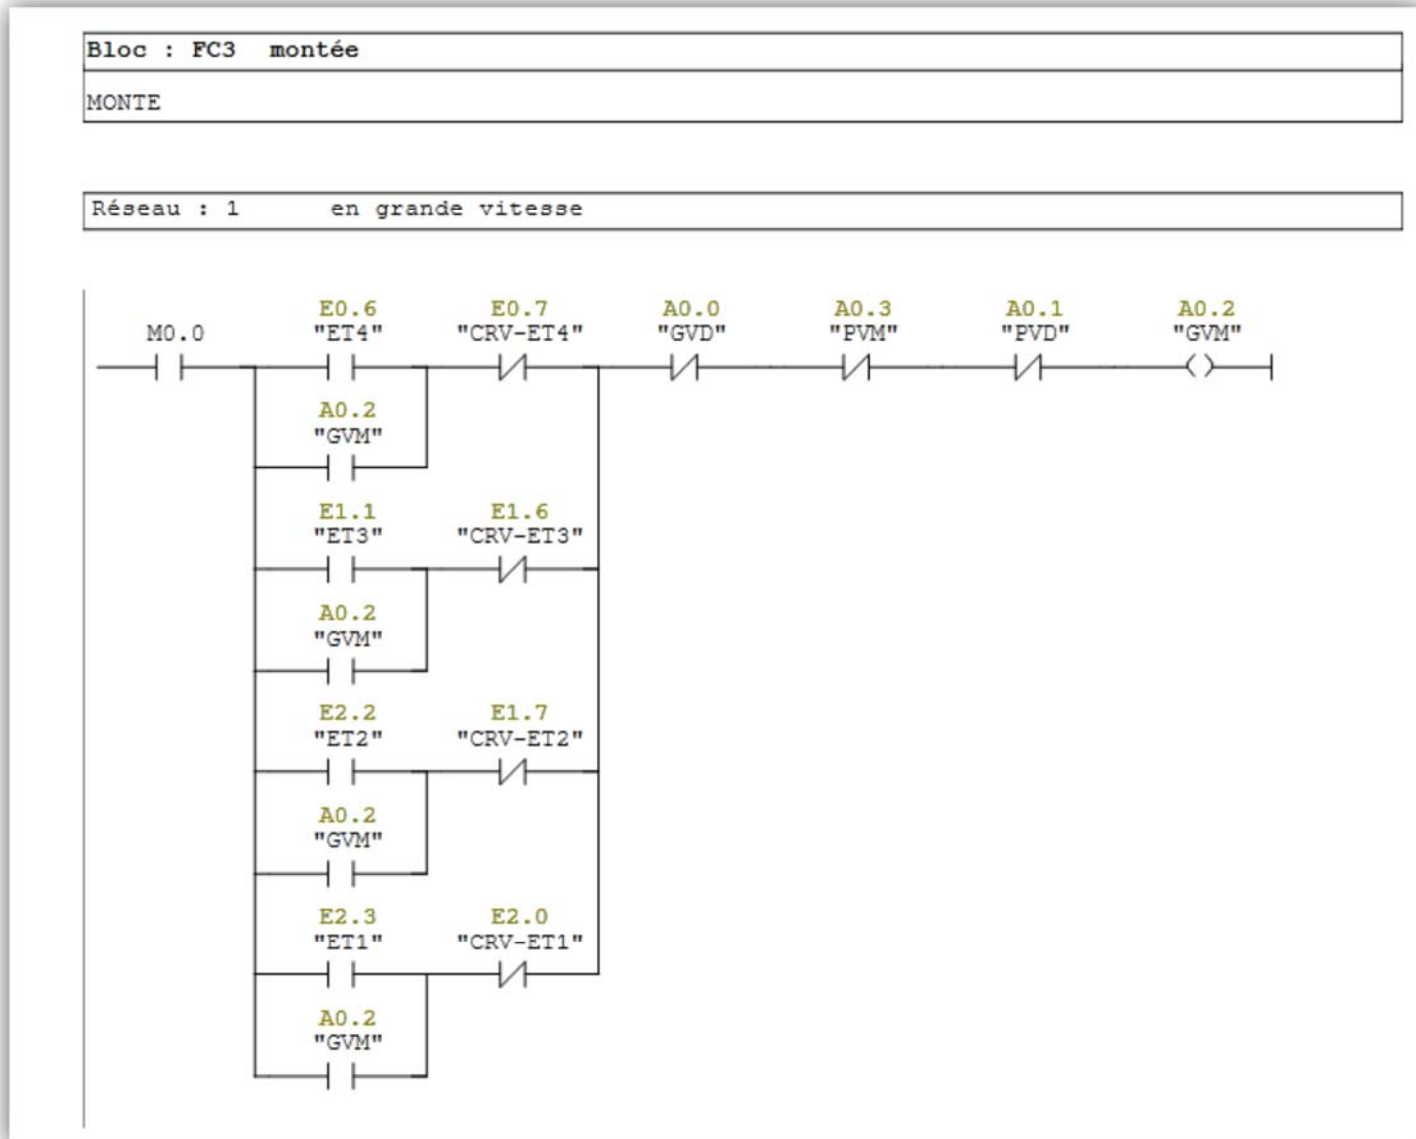 Bloc : FC3 montée
MONTE
Réseau : 1 en grande vitesse
E0.6 E0.7 A0.0 A0.3 A0.1 A0.2
M0.0 "ET4" "CRV-ET4" "GVD" "PVM" "PVD" "GVM"
A0.2
"GVM"
E1.1 E1.6
"ET3" "CRV-ET3"
A0.2
"GVM"
E2.2 E1.7
"ET2" "CRV-ET2"
A0.2
"GVM"
E2.3 E2.0
"ET1" "CRV-ET1"
A0.2
"GVM"